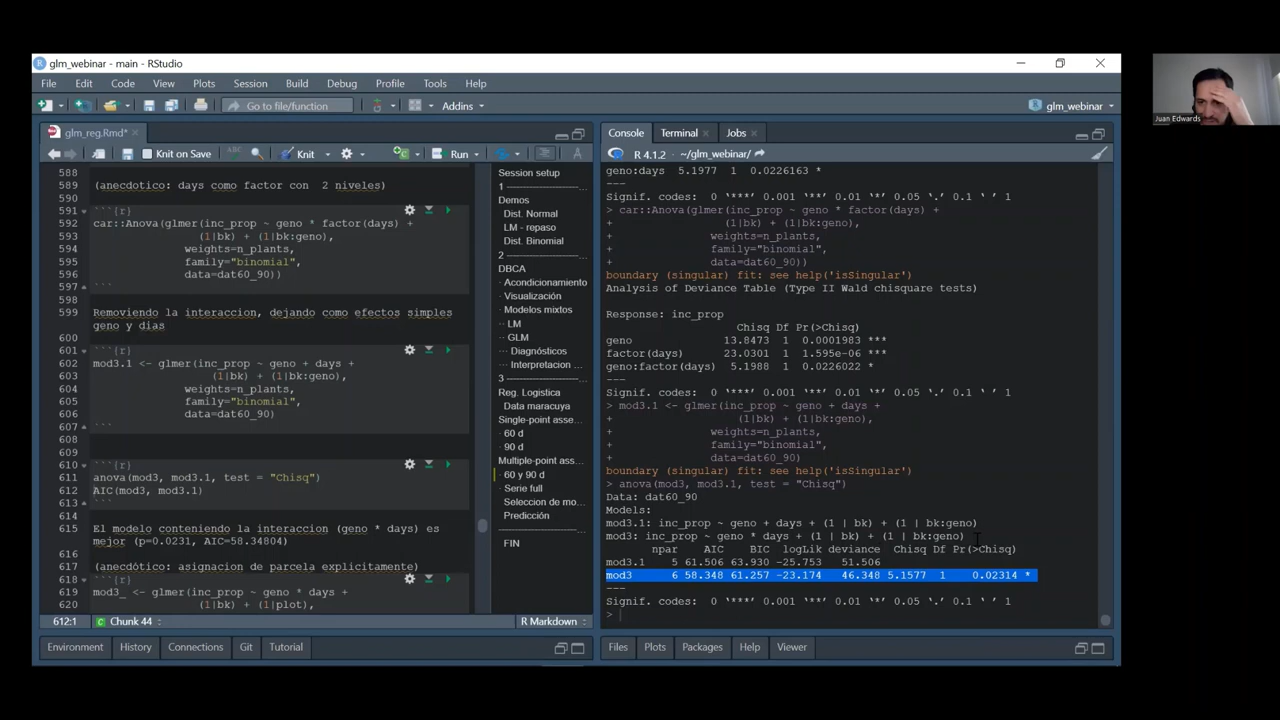 glm_webinar - main - RStudio
File Edit Code View Plots Session Build Debug Profile Tools Help
Go to file/function Addins glm_webinar
glm_reg.Rmd*
Knit on Save Knit Run
588
589 (anecdotico: days como factor con 2 niveles)
590
591 ```{r}
592 car::Anova(glmer(inc_prop ~ geno * factor(days) +
593 (1|bk) + (1|bk:geno),
594 weights=n_plants,
595 family="binomial",
596 data=dat60_90))
597 ```
598
599 Removiendo la interaccion, dejando como efectos simples
geno y dias
600
601 ```{r}
602 mod3.1 <- glmer(inc_prop ~ geno + days +
603 (1|bk) + (1|bk:geno),
604 weights=n_plants,
605 family="binomial",
606 data=dat60_90)
607 ```
608
609
610 ```{r}
611 anova(mod3, mod3.1, test = "Chisq")
612 AIC(mod3, mod3.1)
613 ```
614
615 El modelo conteniendo la interaccion (geno * days) es
mejor (p=0.0231, AIC=58.34804)
616
617 (anecdótico: asignacion de parcela explicitamente)
618 ```{r}
619 mod3_ <- glmer(inc_prop ~ geno * days +
620 (1|bk) + (1|plot),
612:1 Chunk 44 R Markdown
Session setup
1 ---------------...
Demos
Dist. Normal
LM - repaso
Dist. Binomial
2 ---------------...
DBCA
· Acondicionamiento
· Visualización
· Modelos mixtos
·· LM
·· GLM
··· Diagnósticos
··· Interpretacion ...
3 ---------------...
Reg. Logistica
Data maracuya
Single-point asse...
· 60 d
· 90 d
Multiple-point ass...
· 60 y 90 d
· Serie full
Seleccion de mo...
· Predicción
FIN
Environment History Connections Git Tutorial
Console Terminal Jobs
R 4.1.2 · ~/glm_webinar/
geno:days 5.1977 1 0.0226163 *
---
Signif. codes: 0 ‘***’ 0.001 ‘**’ 0.01 ‘*’ 0.05 ‘.’ 0.1 ‘ ’ 1
> car::Anova(glmer(inc_prop ~ geno * factor(days) +
+ (1|bk) + (1|bk:geno),
+ weights=n_plants,
+ family="binomial",
+ data=dat60_90))
boundary (singular) fit: see help('isSingular')
Analysis of Deviance Table (Type II Wald chisquare tests)
Response: inc_prop
Chisq Df Pr(>Chisq)
geno 13.8473 1 0.0001983 ***
factor(days) 23.0301 1 1.595e-06 ***
geno:factor(days) 5.1988 1 0.0226022 *
---
Signif. codes: 0 ‘***’ 0.001 ‘**’ 0.01 ‘*’ 0.05 ‘.’ 0.1 ‘ ’ 1
> mod3.1 <- glmer(inc_prop ~ geno + days +
+ (1|bk) + (1|bk:geno),
+ weights=n_plants,
+ family="binomial",
+ data=dat60_90)
boundary (singular) fit: see help('isSingular')
> anova(mod3, mod3.1, test = "Chisq")
Data: dat60_90
Models:
mod3.1: inc_prop ~ geno + days + (1 | bk) + (1 | bk:geno)
mod3: inc_prop ~ geno * days + (1 | bk) + (1 | bk:geno)
npar AIC BIC logLik deviance Chisq Df Pr(>Chisq)
mod3.1 5 61.506 63.930 -25.753 51.506
mod3 6 58.348 61.257 -23.174 46.348 5.1577 1 0.02314 *
---
Signif. codes: 0 ‘***’ 0.001 ‘**’ 0.01 ‘*’ 0.05 ‘.’ 0.1 ‘ ’ 1
>
Files Plots Packages Help Viewer
Juan Edwards